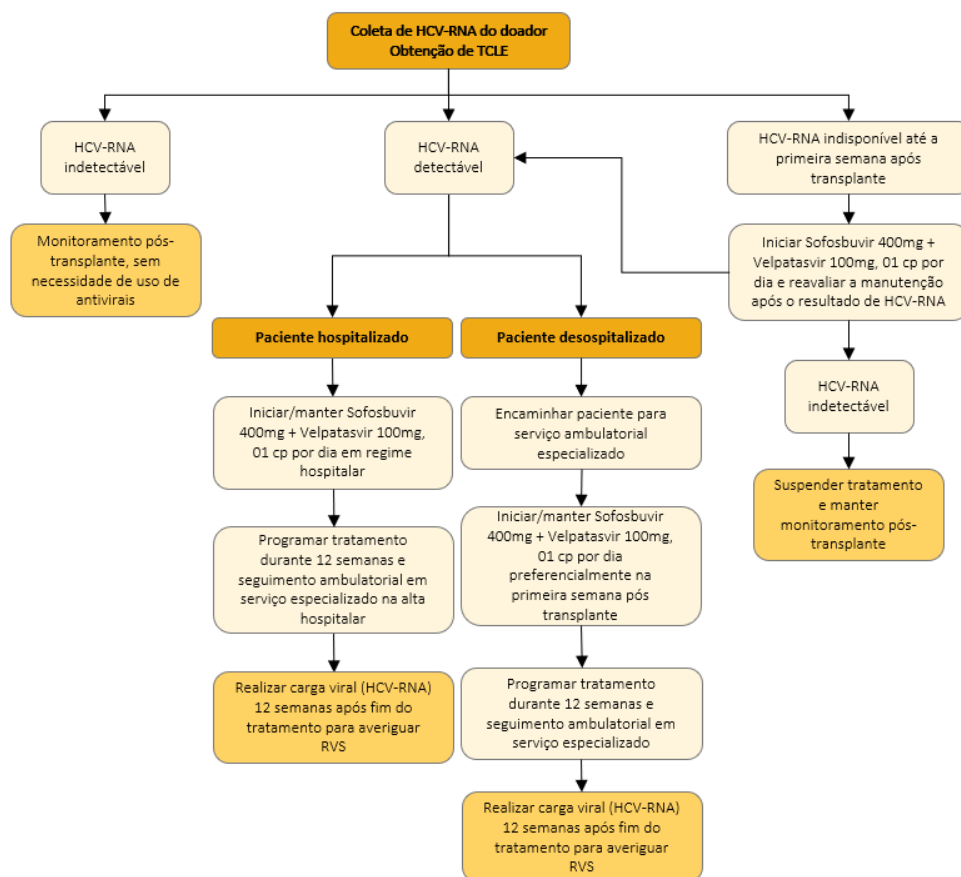 Coleta de HCV-RNA do doador
Obtenção de TCLE
HCV-RNA
indetectável
HCV-RNA
detectável
HCV-RNA indisponível até a
primeira semana após
transplante
Monitoramento pós-
transplante, sem
necessidade de uso de
antivirais
Iniciar Sofosbuvir 400mg +
Velpatasvir 100mg, 01 cp por
dia e reavaliar a manutenção
após o resultado de HCV-RNA
Paciente hospitalizado
Paciente desospitalizado
HCV-RNA
indetectável
Iniciar/manter Sofosbuvir
400mg + Velpatasvir 100mg,
01 cp por dia em regime
hospitalar
Encaminhar paciente para
serviço ambulatorial
especializado
Suspender tratamento
e manter
monitoramento pós-
transplante
Programar tratamento
durante 12 semanas e
seguimento ambulatorial em
serviço especializado na alta
hospitalar
Iniciar/manter Sofosbuvir
400mg + Velpatasvir 100mg,
01 cp por dia
preferencialmente na
primeira semana pós
transplante
Realizar carga viral (HCV-RNA)
12 semanas após fim do
tratamento para averiguar
RVS
Programar tratamento
durante 12 semanas e
seguimento ambulatorial em
serviço especializado
Realizar carga viral (HCV-RNA)
12 semanas após fim do
tratamento para averiguar
RVS